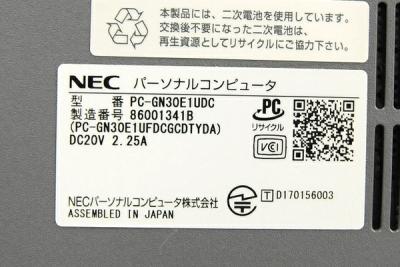 本製品には、二次電池を使用しています。
交換後不要になった二次電池は、
再生資源としてリサイクルにご協力下さい。
NEC パーソナルコンピュータ
型 番 PC-GN30E1UDC
製造番号 86001341B
(PC-GN30E1UFDCGCDTYDA)
DC20V 2.25A
PC
リサイクル
VCCI
T D170156003
NECパーソナルコンピュータ株式会社
ASSEMBLED IN JAPAN